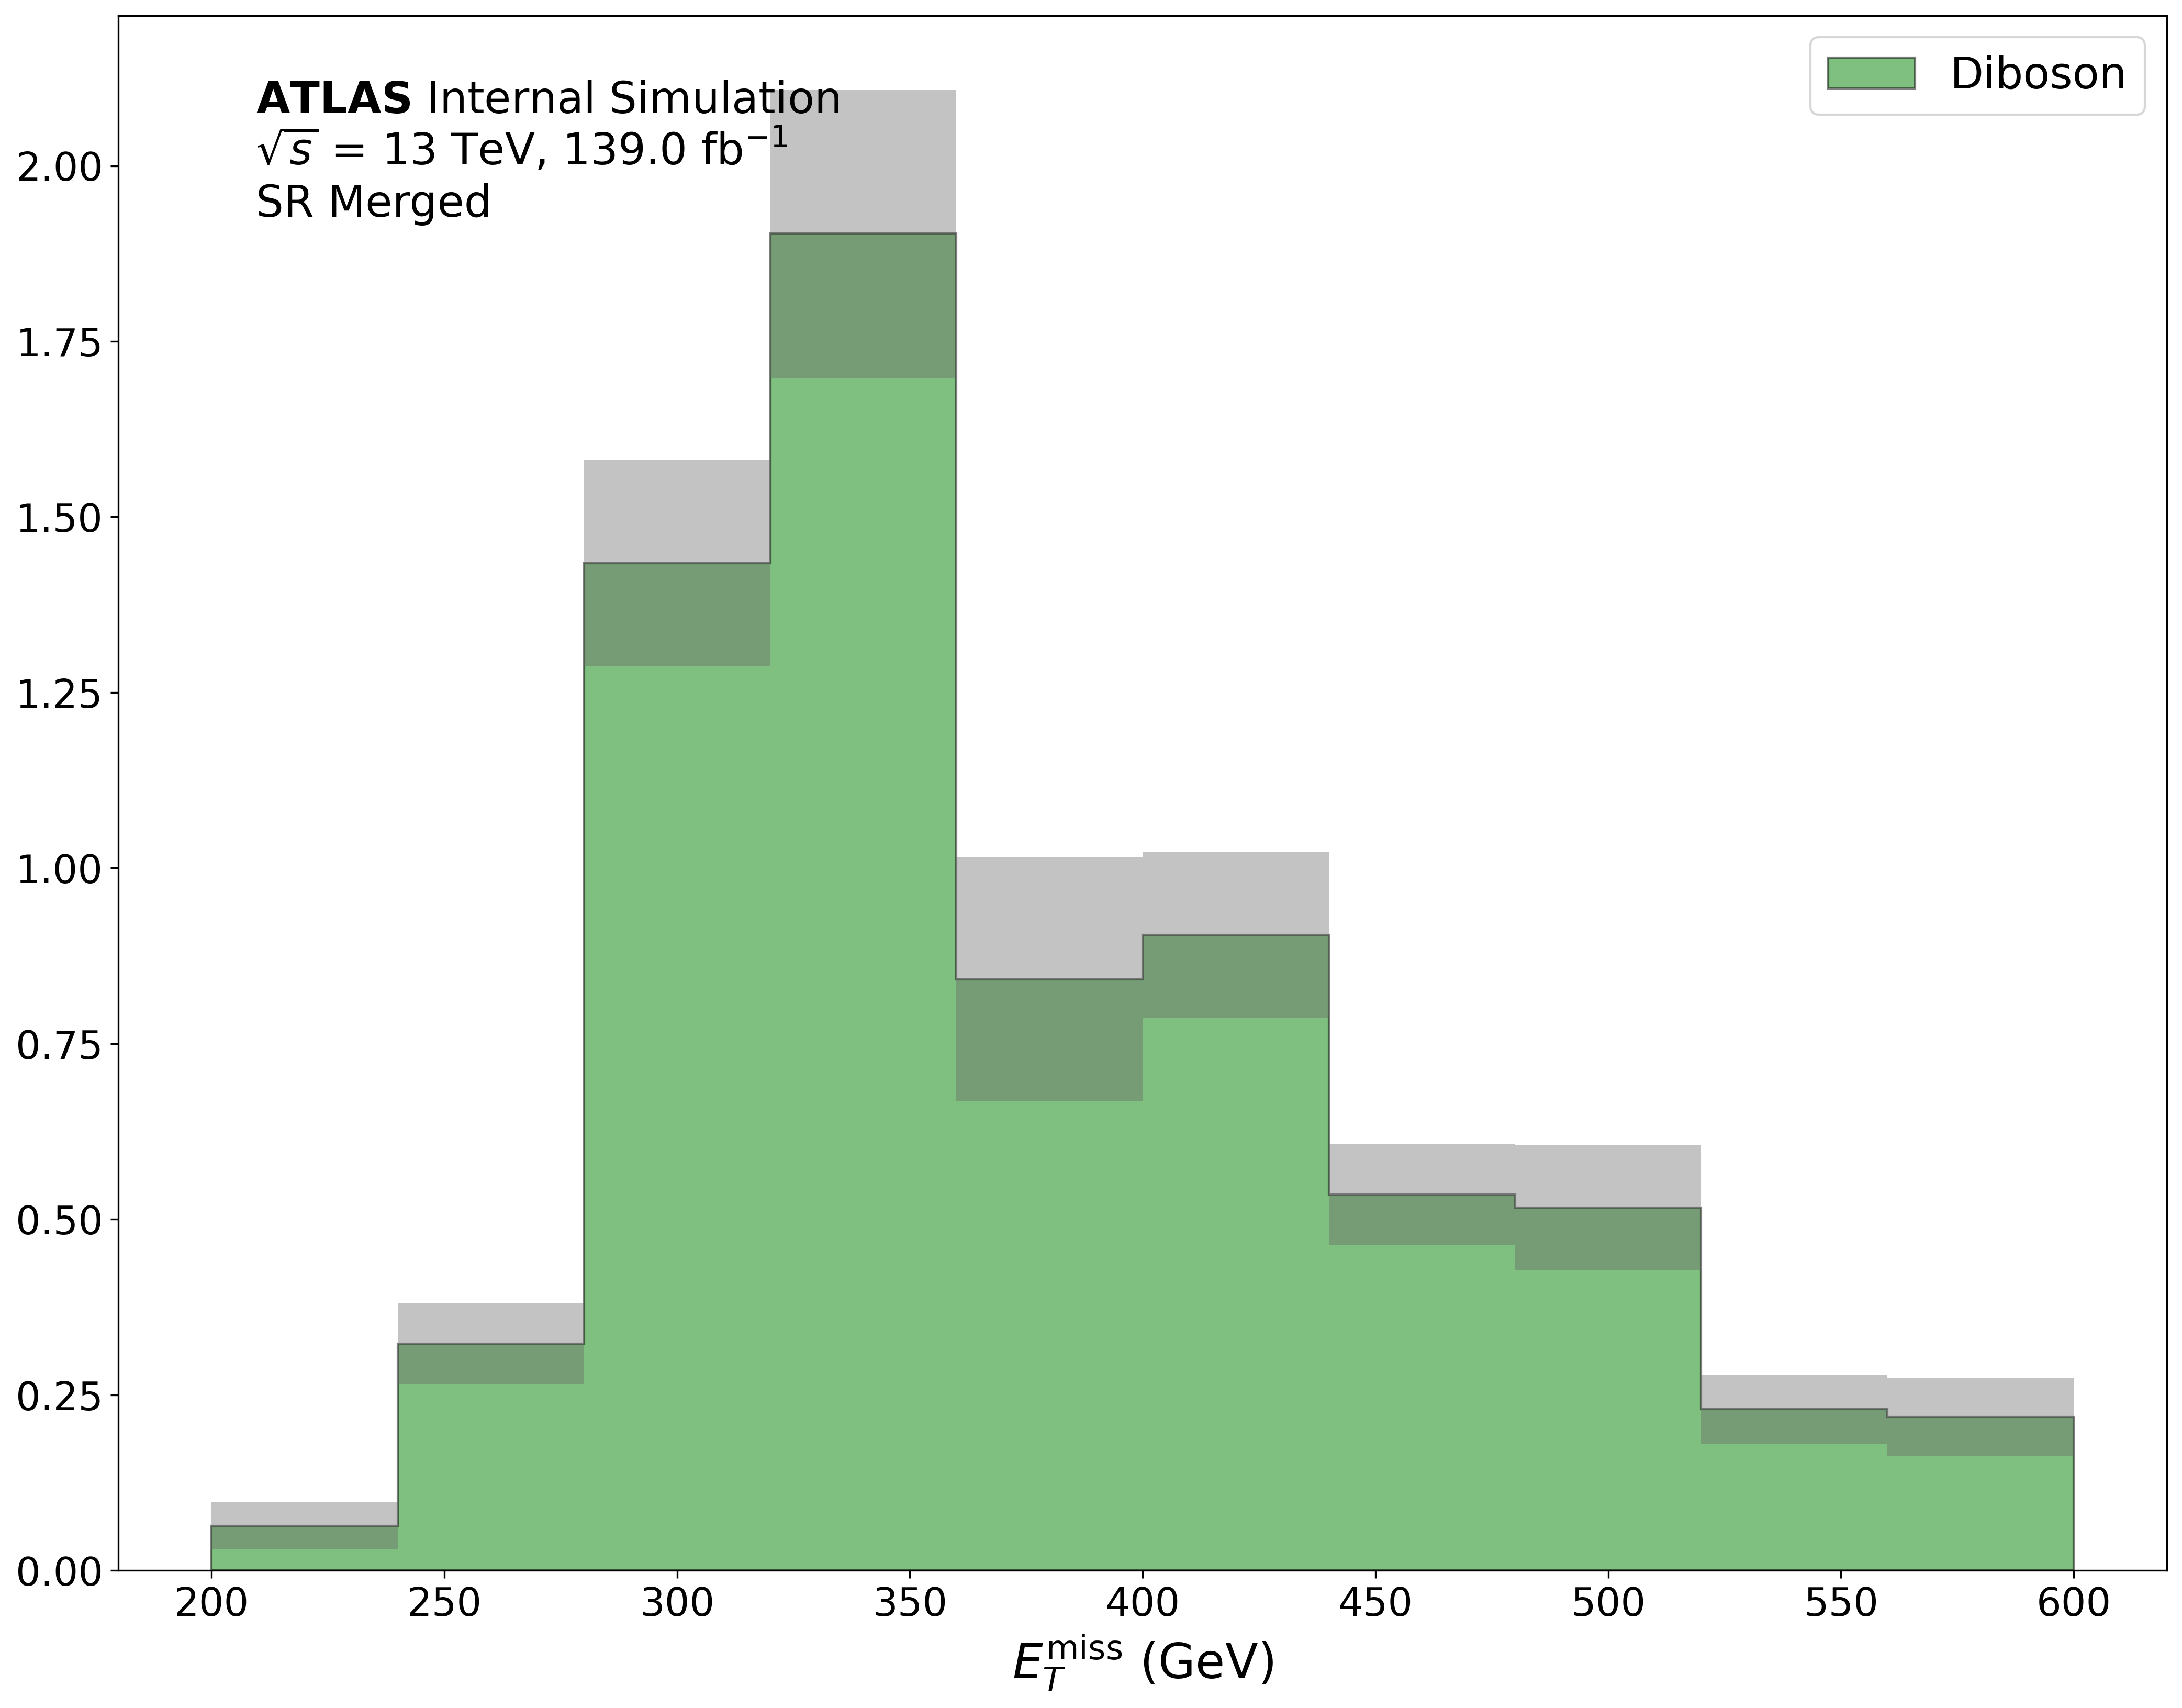 ATLAS Internal Simulation
√s = 13 TeV, 139.0 fb⁻¹
SR Merged
Diboson
2.00
1.75
1.50
1.25
1.00
0.75
0.50
0.25
0.00
200 250 300 350 400 450 500 550 600
E_T^miss (GeV)